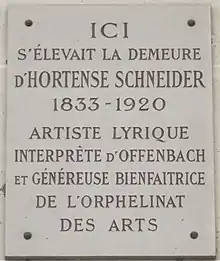 ICI
S'ÉLEVAIT LA DEMEURE
D'HORTENSE SCHNEIDER
1833-1920
ARTISTE LYRIQUE
INTERPRÈTE D'OFFENBACH
ET GÉNÉREUSE BIENFAITRICE
DE L'ORPHELINAT
DES ARTS